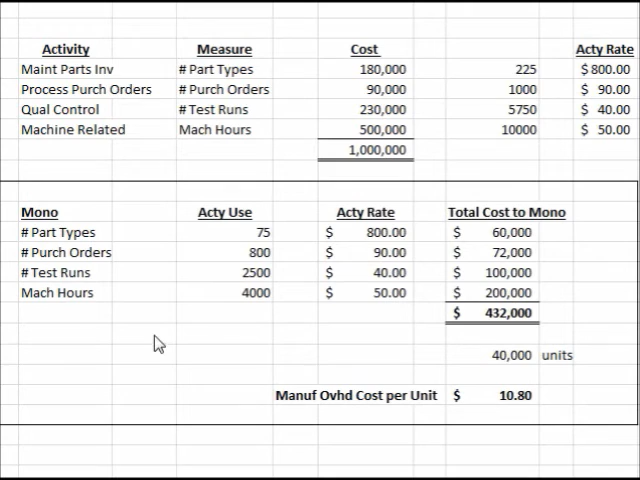 Activity Measure Cost Acty Rate
Maint Parts Inv # Part Types 180,000 225 $800.00
Process Purch Orders # Purch Orders 90,000 1000 $ 90.00
Qual Control # Test Runs 230,000 5750 $ 40.00
Machine Related Mach Hours 500,000 10000 $ 50.00
1,000,000
Mono Acty Use Acty Rate Total Cost to Mono
# Part Types 75 $ 800.00 $ 60,000
# Purch Orders 800 $ 90.00 $ 72,000
# Test Runs 2500 $ 40.00 $ 100,000
Mach Hours 4000 $ 50.00 $ 200,000
$ 432,000
40,000 units
Manuf Ovhd Cost per Unit $ 10.80